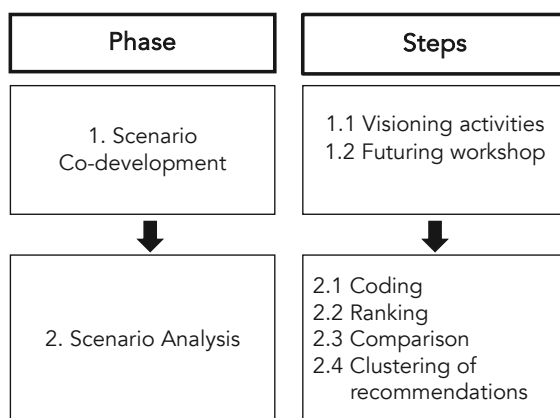 Phase
Steps
1. Scenario
Co-development
1.1 Visioning activities
1.2 Futuring workshop
2. Scenario Analysis
2.1 Coding
2.2 Ranking
2.3 Comparison
2.4 Clustering of
recommendations